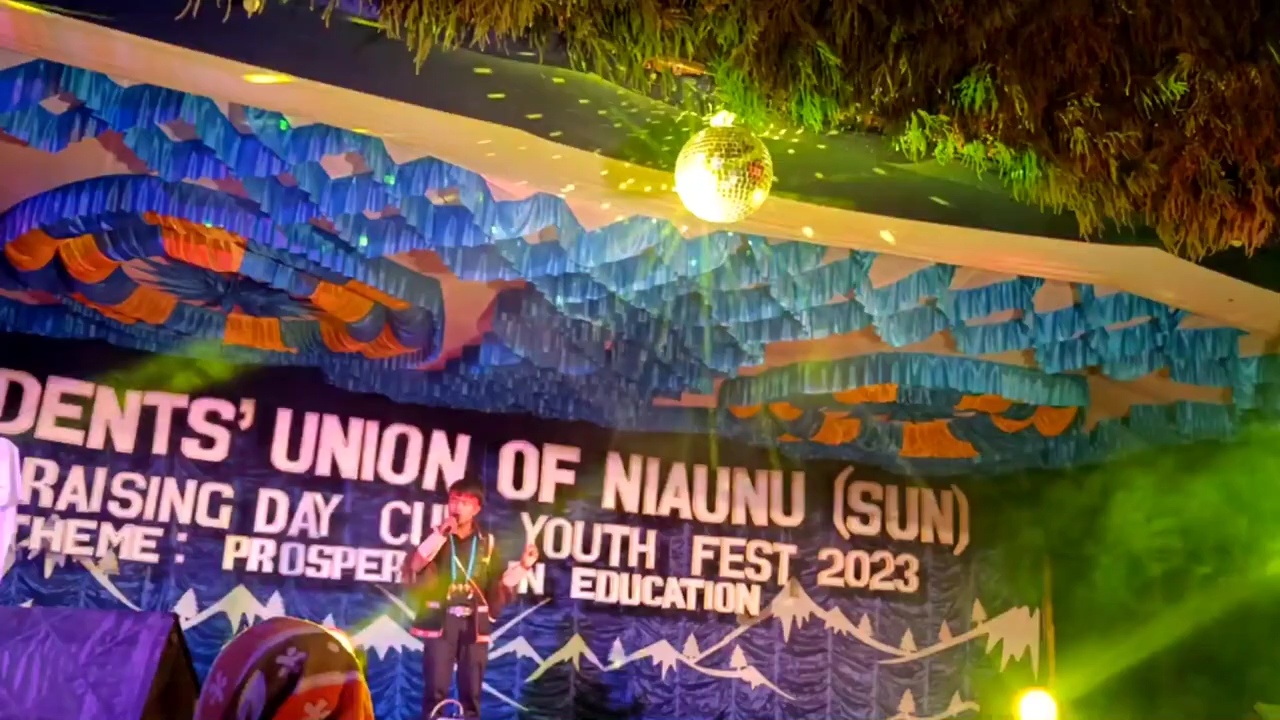 DENTS' UNION OF NIAUNU (SUN)
RAISING DAY CU YOUTH FEST 2023
THEME : PROSPER N EDUCATION